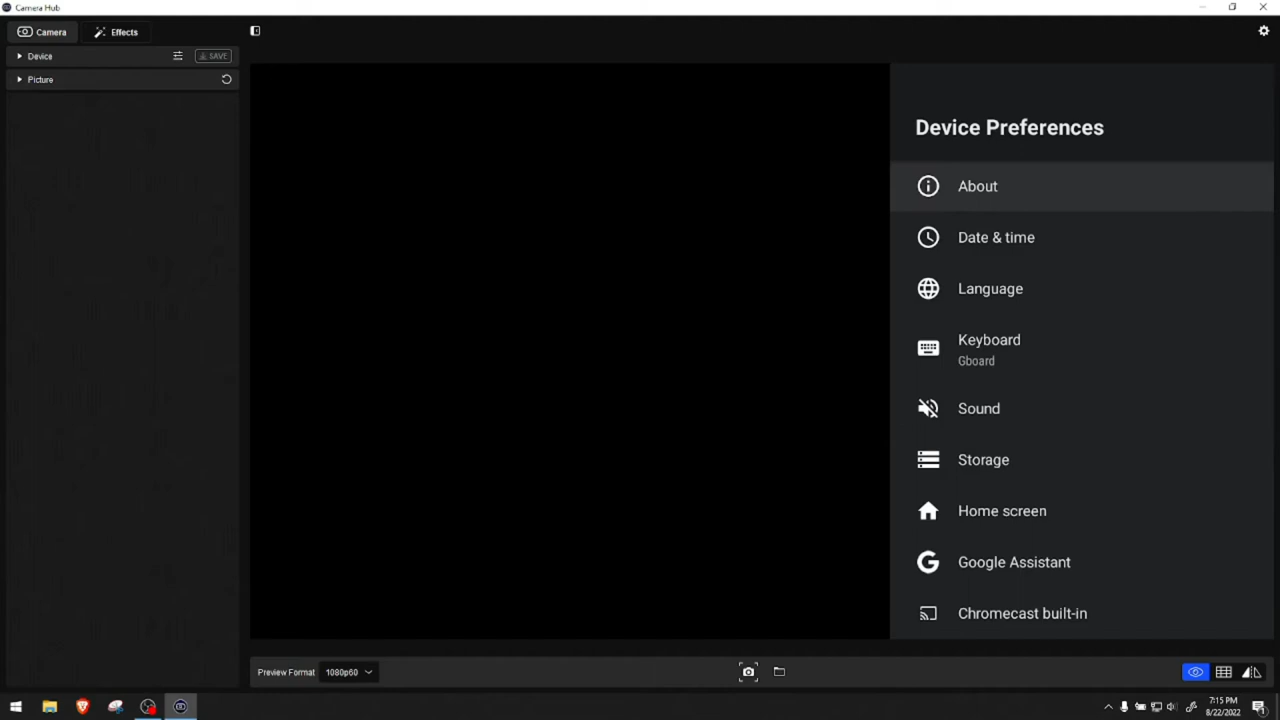 Camera Hub
Camera
Effects
Device
SAVE
Picture
Device Preferences
About
Date & time
Language
Keyboard
Gboard
Sound
Storage
Home screen
Google Assistant
Chromecast built-in
Preview Format
1080p60
7:15 PM
8/22/2022